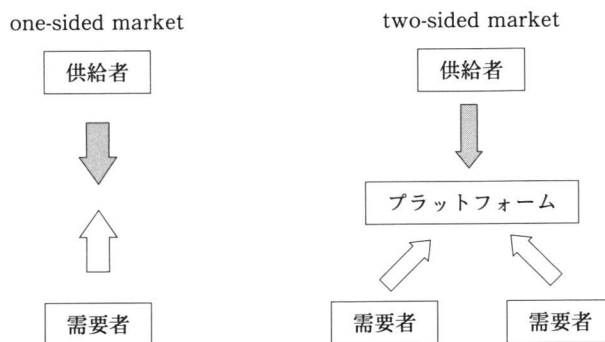 one-sided market
two-sided market
供給者
供給者
プラットフォーム
需要者
需要者
需要者